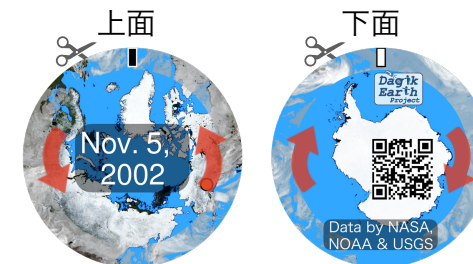 上面
下面
Nov. 5,
2002
Dagik
Earth
Project
Data by NASA,
NOAA & USGS